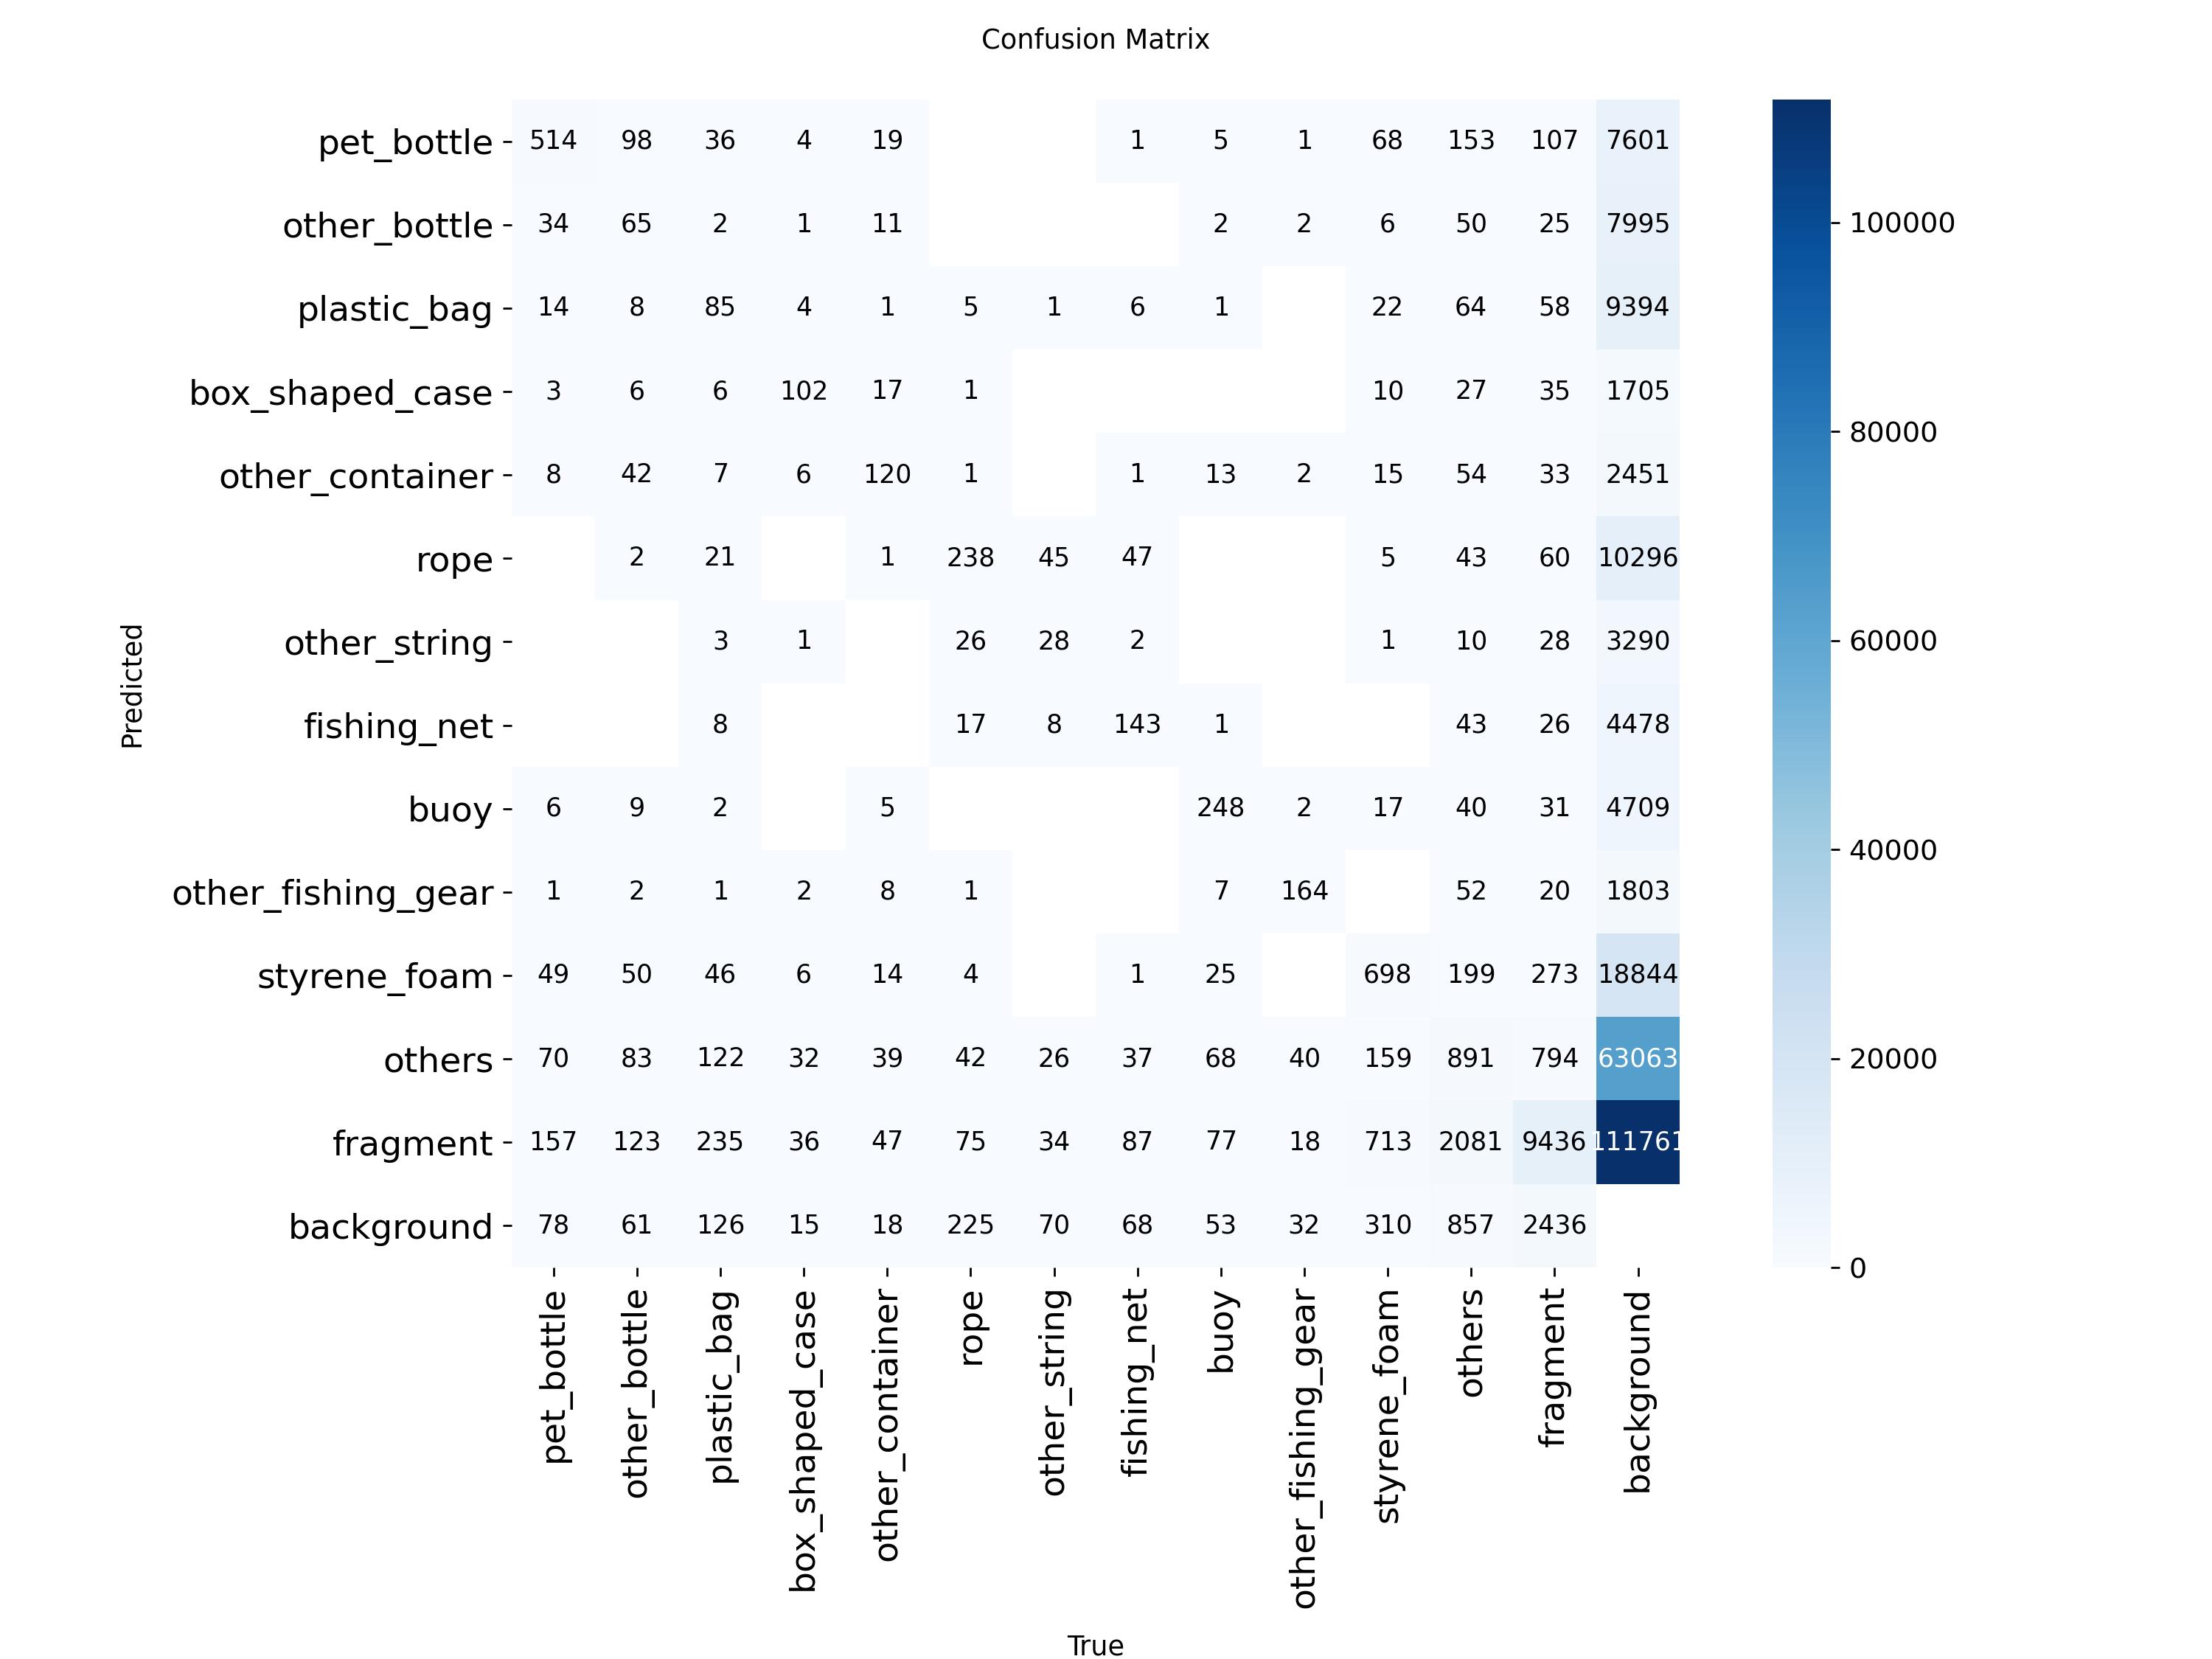 Confusion Matrix
pet_bottle 514 98 36 4 19 1 5 1 68 153 107 7601
other_bottle 34 65 2 1 11 2 2 6 50 25 7995
plastic_bag 14 8 85 4 1 5 1 6 1 22 64 58 9394
box_shaped_case 3 6 6 102 17 1 10 27 35 1705
other_container 8 42 7 6 120 1 1 13 2 15 54 33 2451
rope 2 21 1 238 45 47 5 43 60 10296
other_string 3 1 26 28 2 1 10 28 3290
fishing_net 8 17 8 143 1 43 26 4478
buoy 6 9 2 5 248 2 17 40 31 4709
other_fishing_gear 1 2 1 2 8 1 7 164 52 20 1803
styrene_foam 49 50 46 6 14 4 1 25 698 199 273 18844
others 70 83 122 32 39 42 26 37 68 40 159 891 794 63063
fragment 157 123 235 36 47 75 34 87 77 18 713 2081 9436 111761
background 78 61 126 15 18 225 70 68 53 32 310 857 2436
Predicted
pet_bottle
other_bottle
plastic_bag
box_shaped_case
other_container
rope
other_string
fishing_net
buoy
other_fishing_gear
styrene_foam
others
fragment
background
True
100000
80000
60000
40000
20000
0